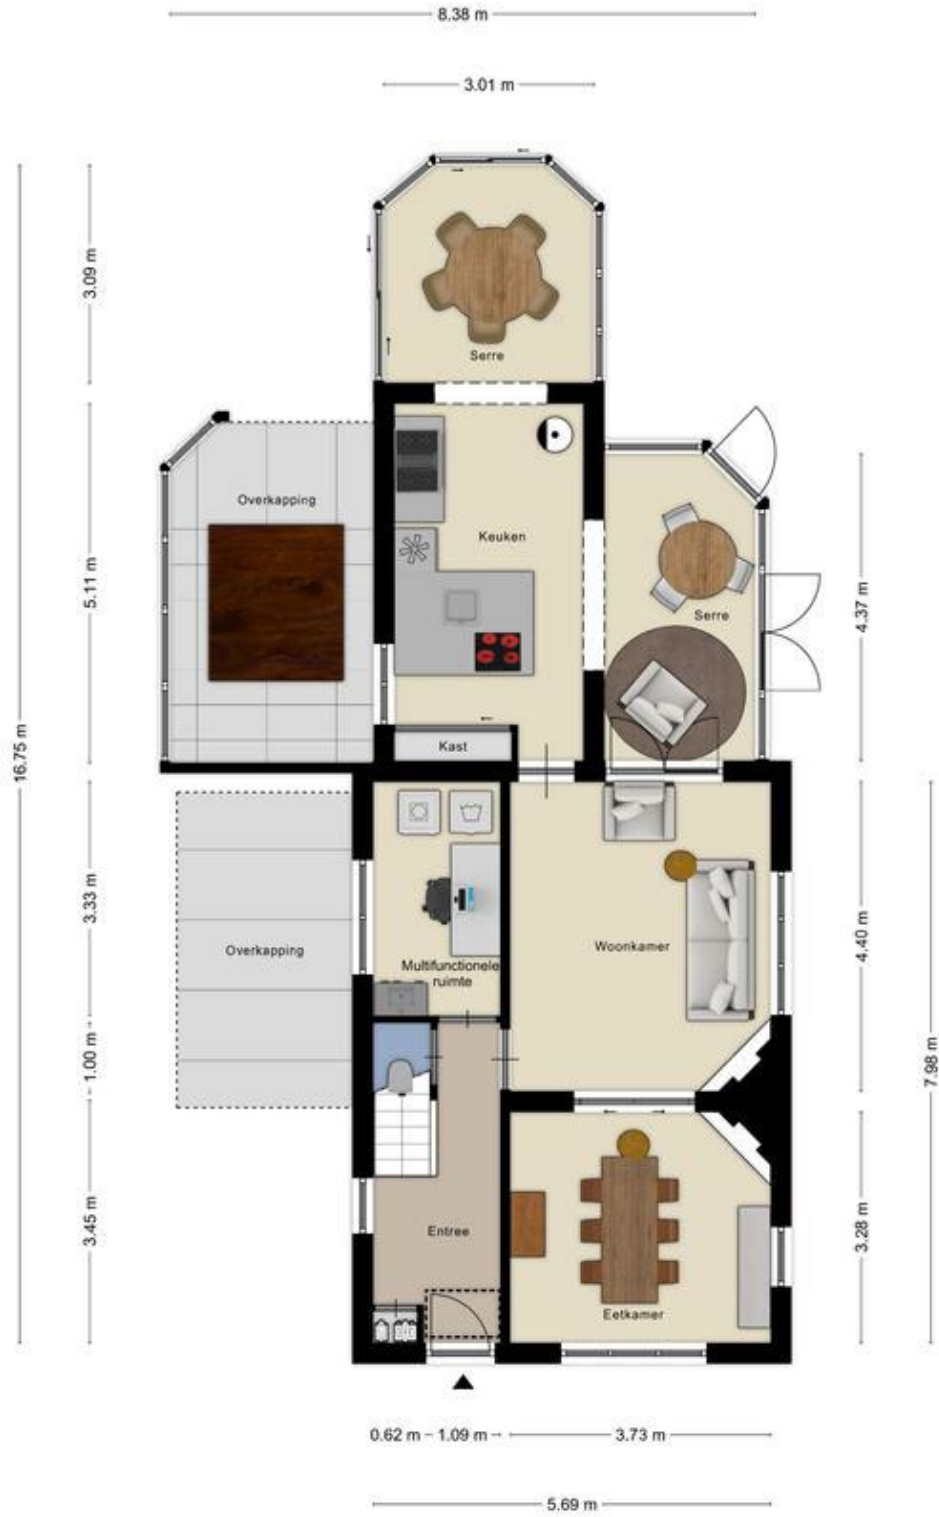 8.38 m
3.01 m
3.09 m
Serre
Overkapping
Keuken
5.11 m
4.37 m
Serre
16.75 m
Kast
3.33 m
Overkapping
Woonkamer
4.40 m
Multifunctionele
ruimte
1.00 m
7.98 m
3.45 m
Entree
3.28 m
Eetkamer
0.62 m
1.09 m
3.73 m
5.69 m